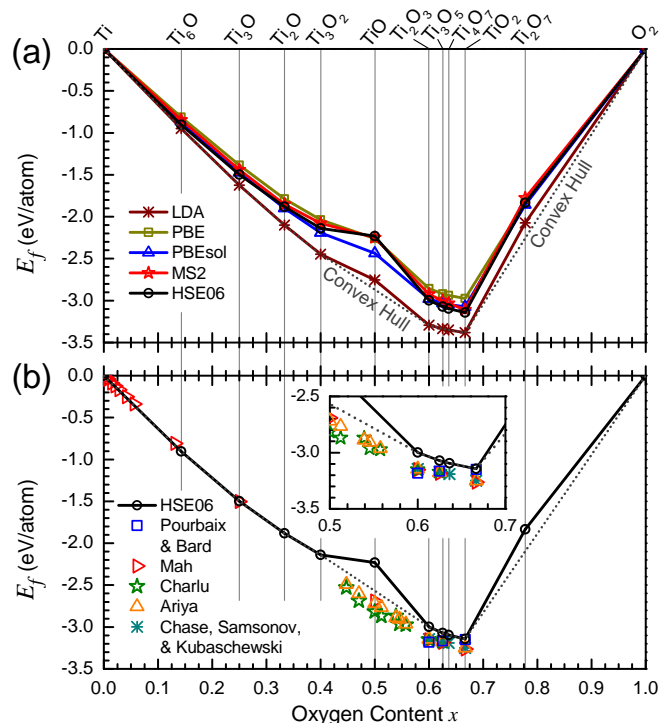 Ti Ti6O Ti3O Ti2O Ti3O2 TiO Ti2O3 Ti3O5 Ti4O7 TiO2 Ti2O7 O2
(a)
0.0
-0.5
-1.0
-1.5
-2.0
-2.5
-3.0
-3.5
Ef (eV/atom)
LDA
PBE
PBEsol
MS2
HSE06
Convex Hull
Convex Hull
(b)
0.0
-0.5
-1.0
-1.5
-2.0
-2.5
-3.0
-3.5
Ef (eV/atom)
-2.5
-3.0
-3.5
0.5 0.6 0.7
HSE06
Pourbaix
& Bard
Mah
Charlu
Ariya
Chase, Samsonov,
& Kubaschewski
0.0 0.1 0.2 0.3 0.4 0.5 0.6 0.7 0.8 0.9 1.0
Oxygen Content x